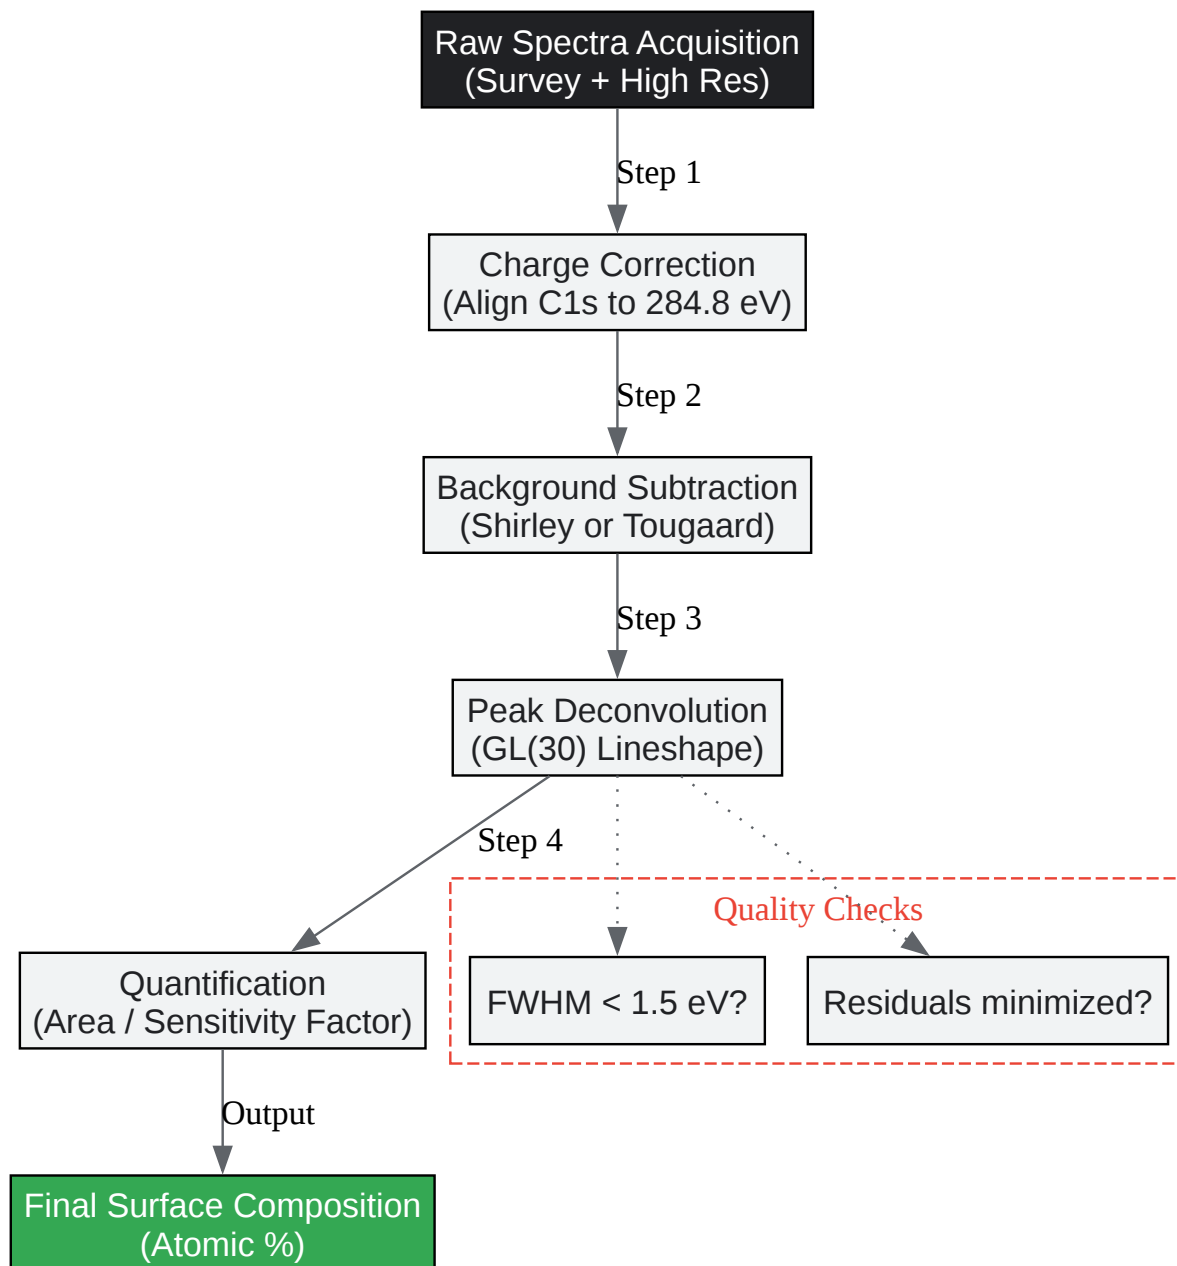 Raw Spectra Acquisition
(Survey + High Res)
Step 1
Charge Correction
(Align C1s to 284.8 eV)
Step 2
Background Subtraction
(Shirley or Tougaard)
Step 3
Peak Deconvolution
(GL(30) Lineshape)
Step 4
Quality Checks
Quantification
(Area / Sensitivity Factor)
FWHM < 1.5 eV?
Residuals minimized?
Output
Final Surface Composition
(Atomic %)